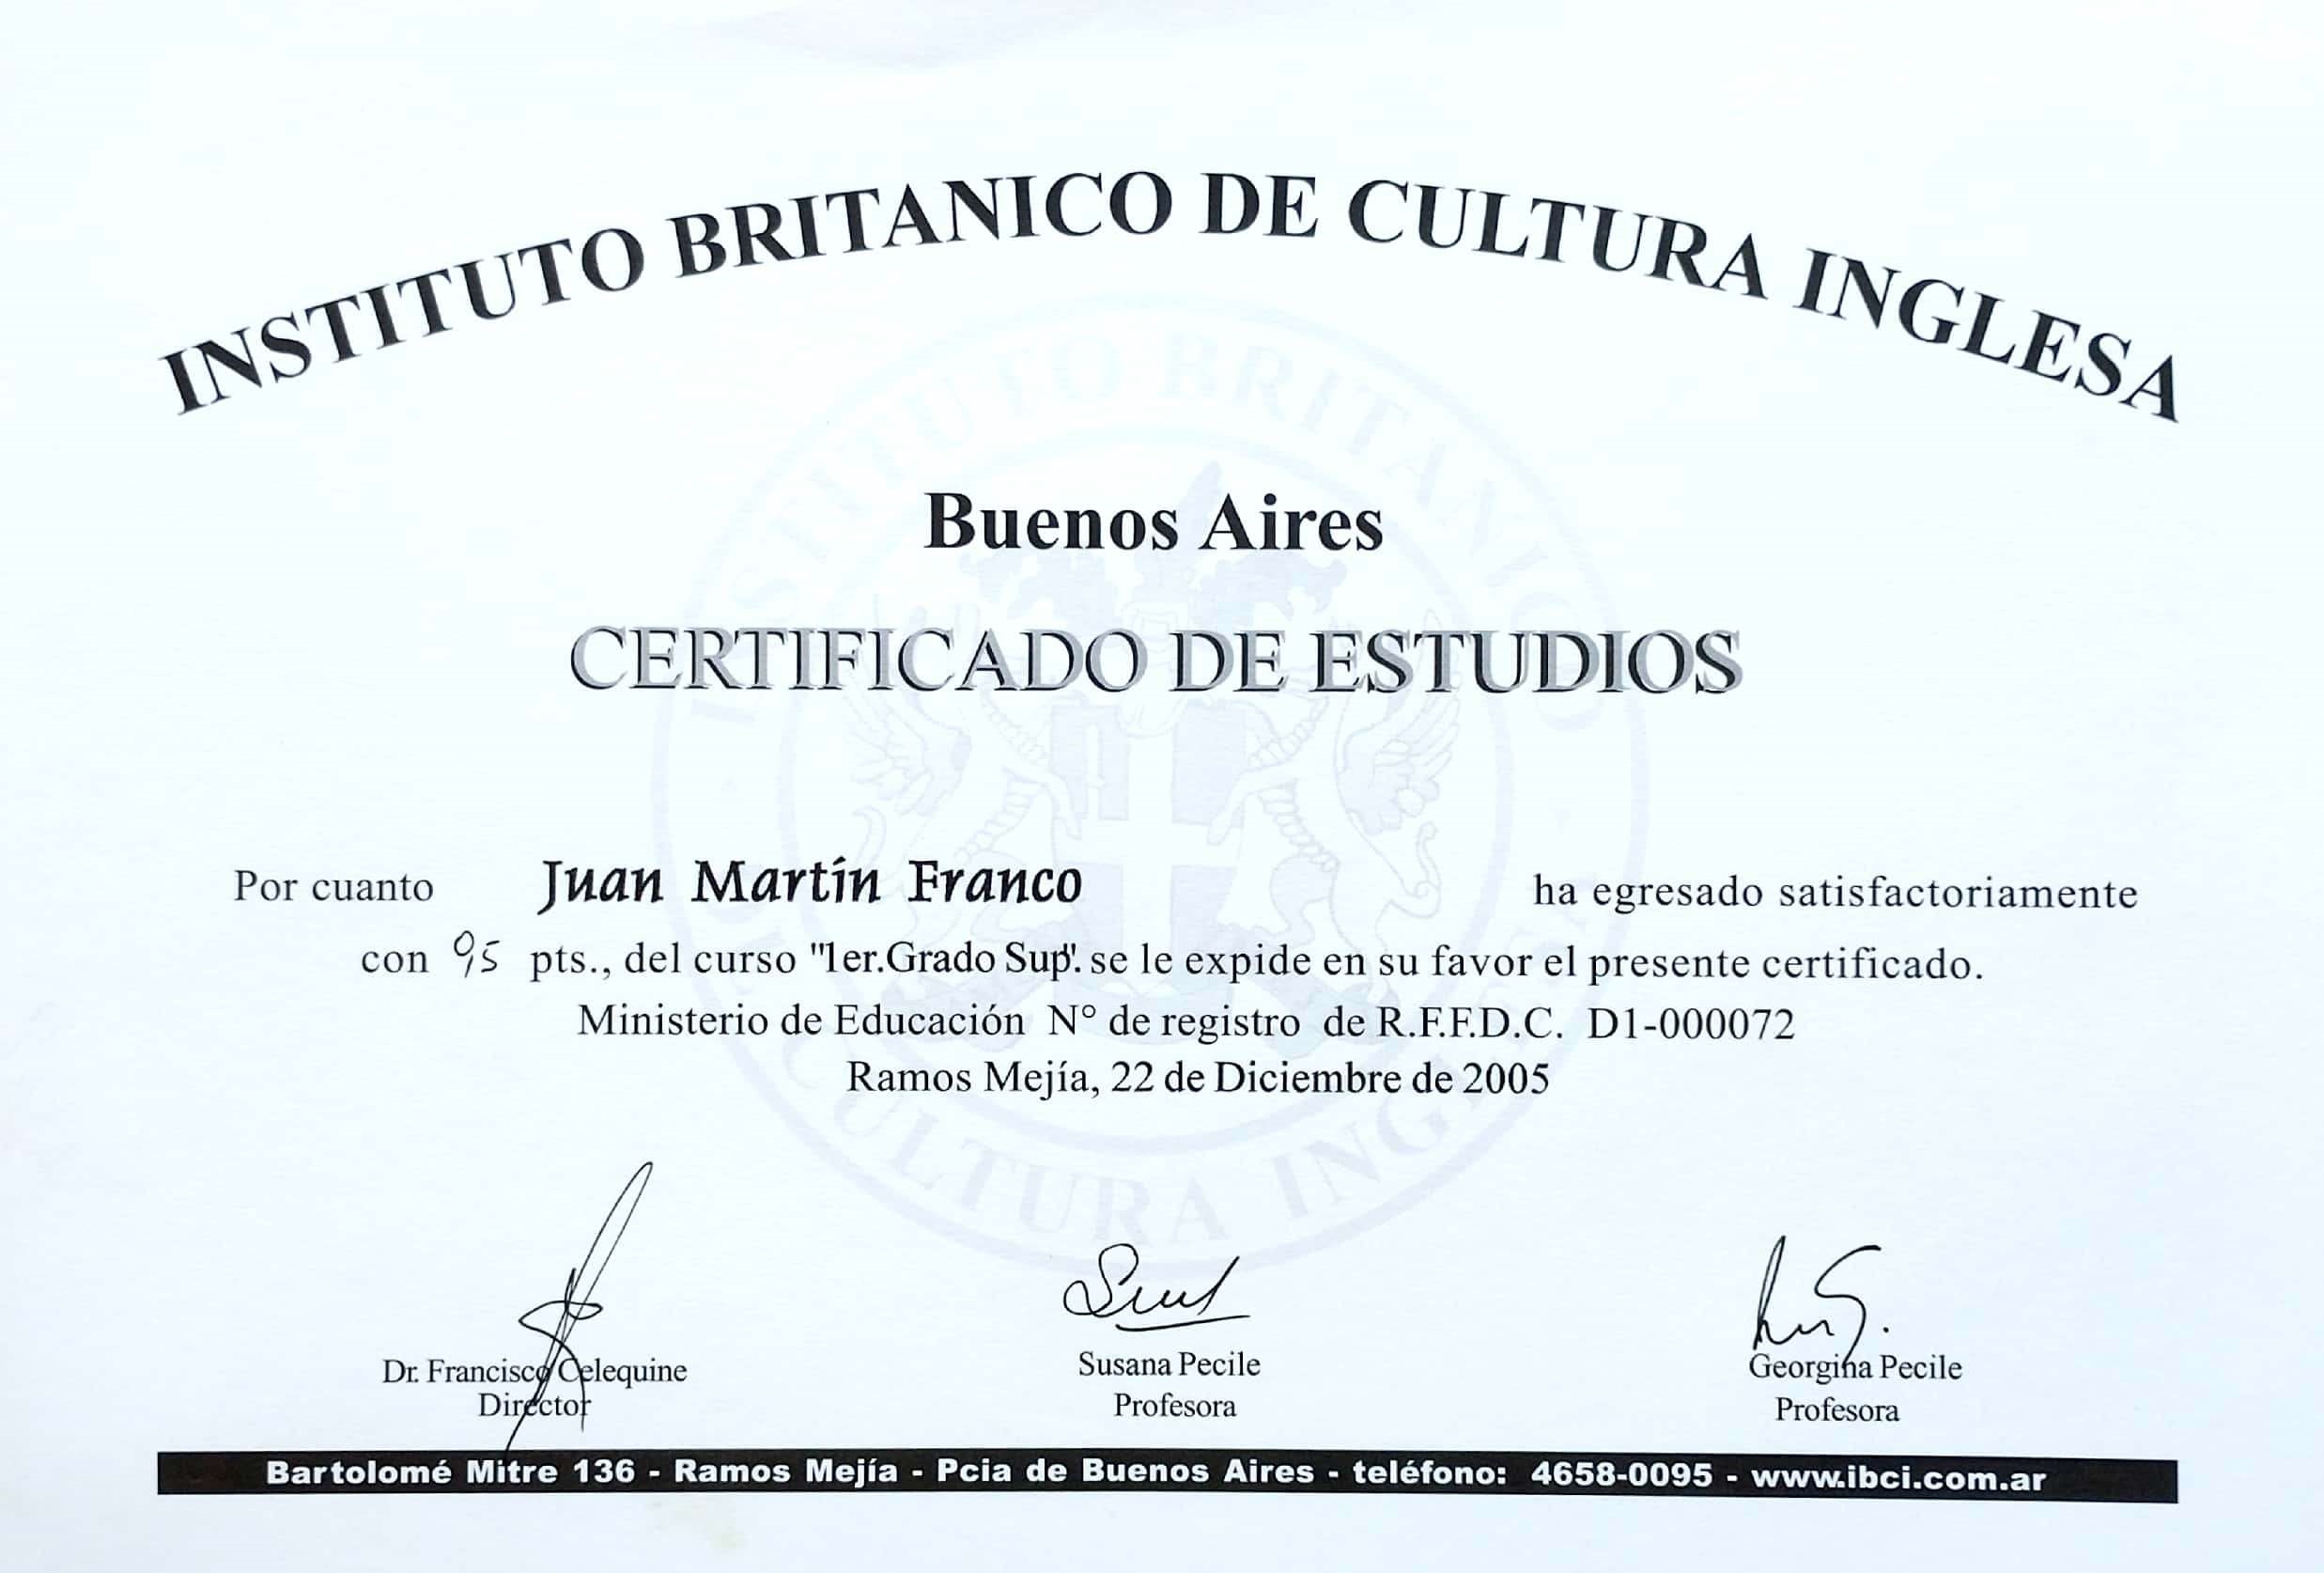 INSTITUTO BRITANICO DE CULTURA INGLESA
Buenos Aires
CERTIFICADO DE ESTUDIOS
Por cuanto Juan Martín Franco ha egresado satisfactoriamente
con 95 pts., del curso "1er.Grado Sup". se le expide en su favor el presente certificado.
Ministerio de Educación N° de registro de R.F.F.D.C. D1-000072
Ramos Mejía, 22 de Diciembre de 2005
Dr. Francisco Celequine
Director
Susana Pecile
Profesora
Georgina Pecile
Profesora
Bartolomé Mitre 136 - Ramos Mejía - Pcia de Buenos Aires - teléfono: 4658-0095 - www.ibci.com.ar